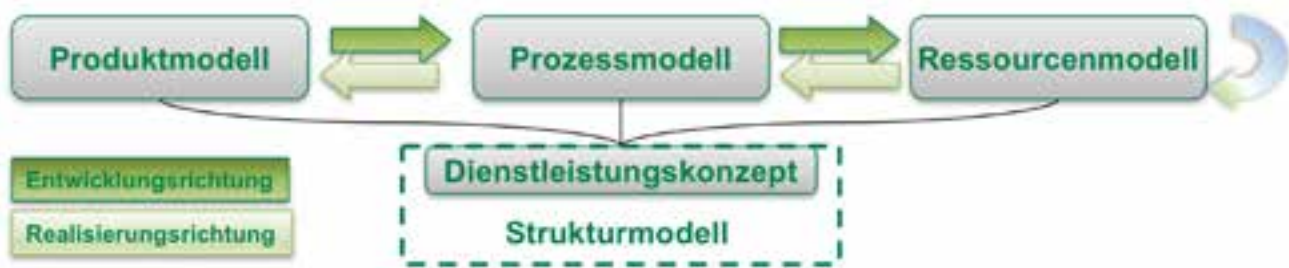 Produktmodell
Prozessmodell
Ressourcenmodell
Dienstleistungskonzept
Entwicklungsrichtung
Realisierungsrichtung
Strukturmodell